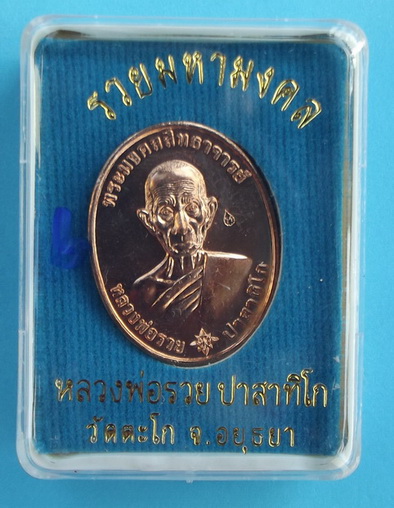 รวยมหามงคล
พระมงคลสิทธาจารย์
หลวงพ่อรวย ปาสาทิโก
หลวงพ่อรวย ปาสาทิโก
วัดตะโก จ.อยุธยา